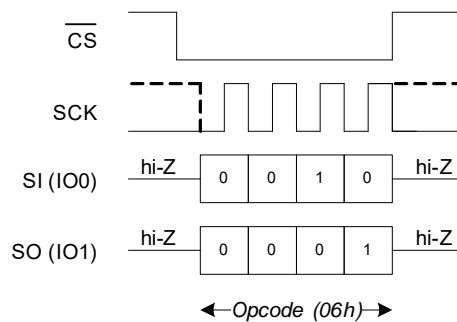 CS
SCK
SI (IO0) hi-Z 0 0 1 0 hi-Z
SO (IO1) hi-Z 0 0 0 1 hi-Z
Opcode (06h)